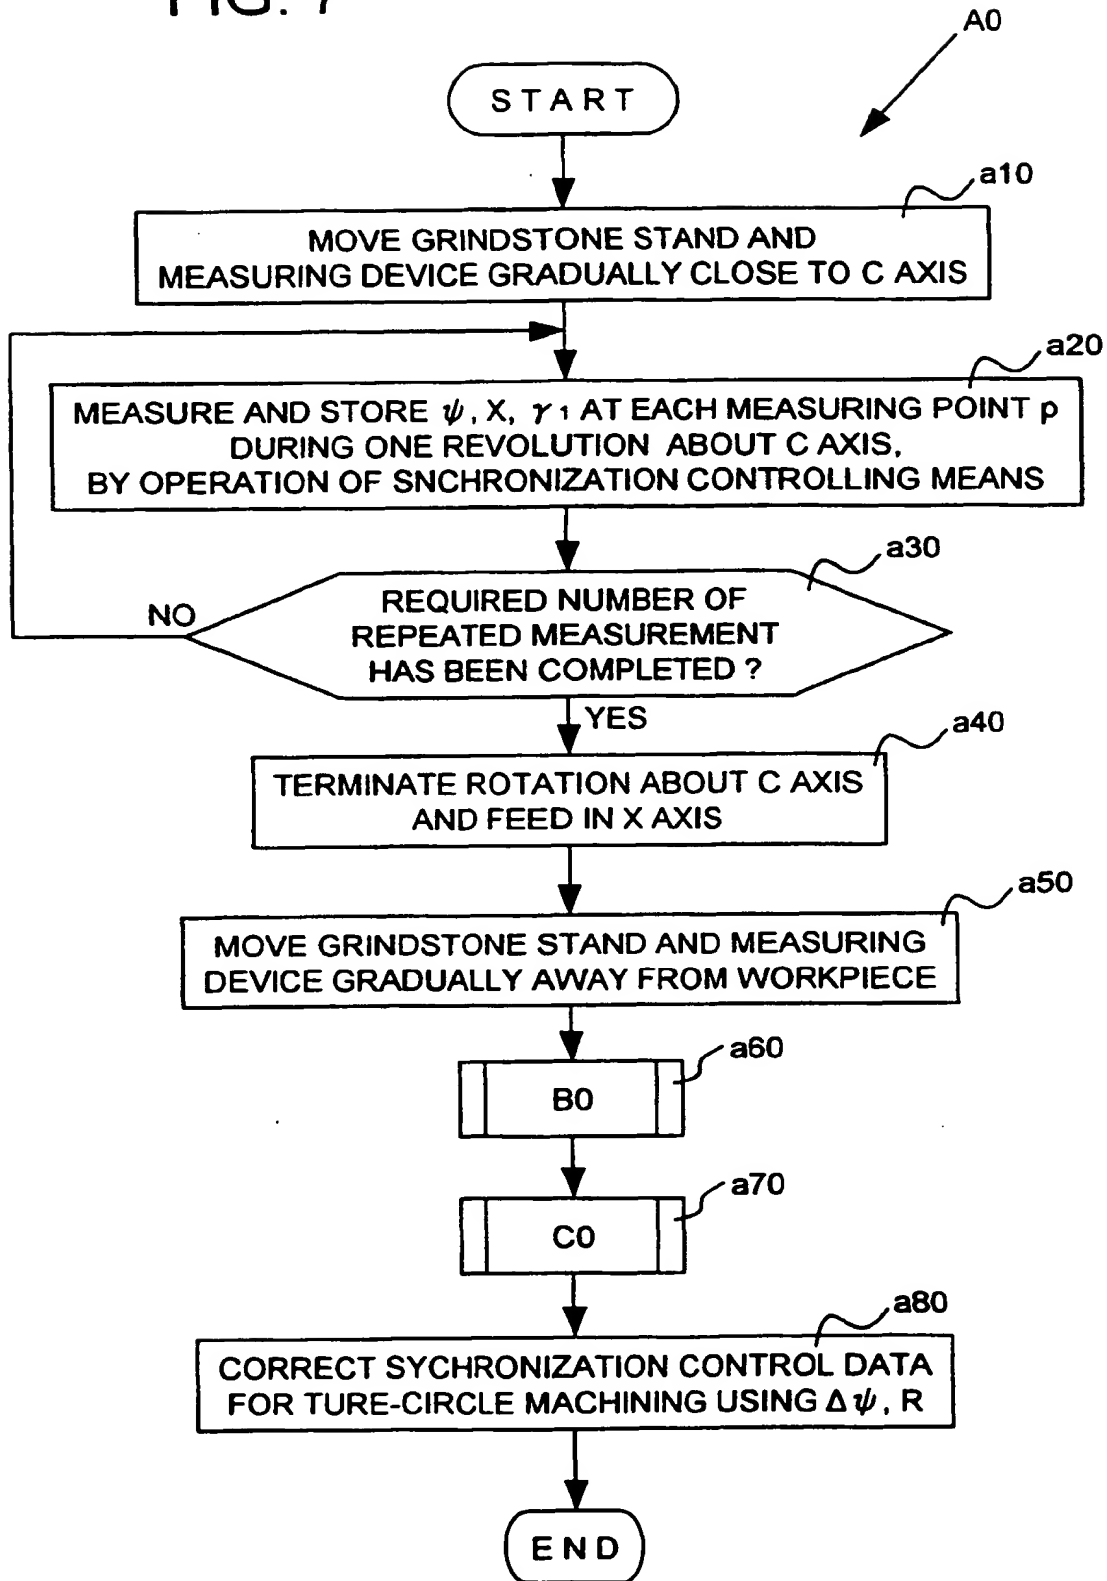 FIG. 7
A0
START
a10
MOVE GRINDSTONE STAND AND
MEASURING DEVICE GRADUALLY CLOSE TO C AXIS
a20
MEASURE AND STORE ψ, X, γ1 AT EACH MEASURING POINT p
DURING ONE REVOLUTION ABOUT C AXIS,
BY OPERATION OF SNCHRONIZATION CONTROLLING MEANS
a30
REQUIRED NUMBER OF
REPEATED MEASUREMENT
HAS BEEN COMPLETED ?
NO
YES
a40
TERMINATE ROTATION ABOUT C AXIS
AND FEED IN X AXIS
a50
MOVE GRINDSTONE STAND AND MEASURING
DEVICE GRADUALLY AWAY FROM WORKPIECE
a60
B0
a70
C0
a80
CORRECT SYCHRONIZATION CONTROL DATA
FOR TURE-CIRCLE MACHINING USING Δψ, R
END